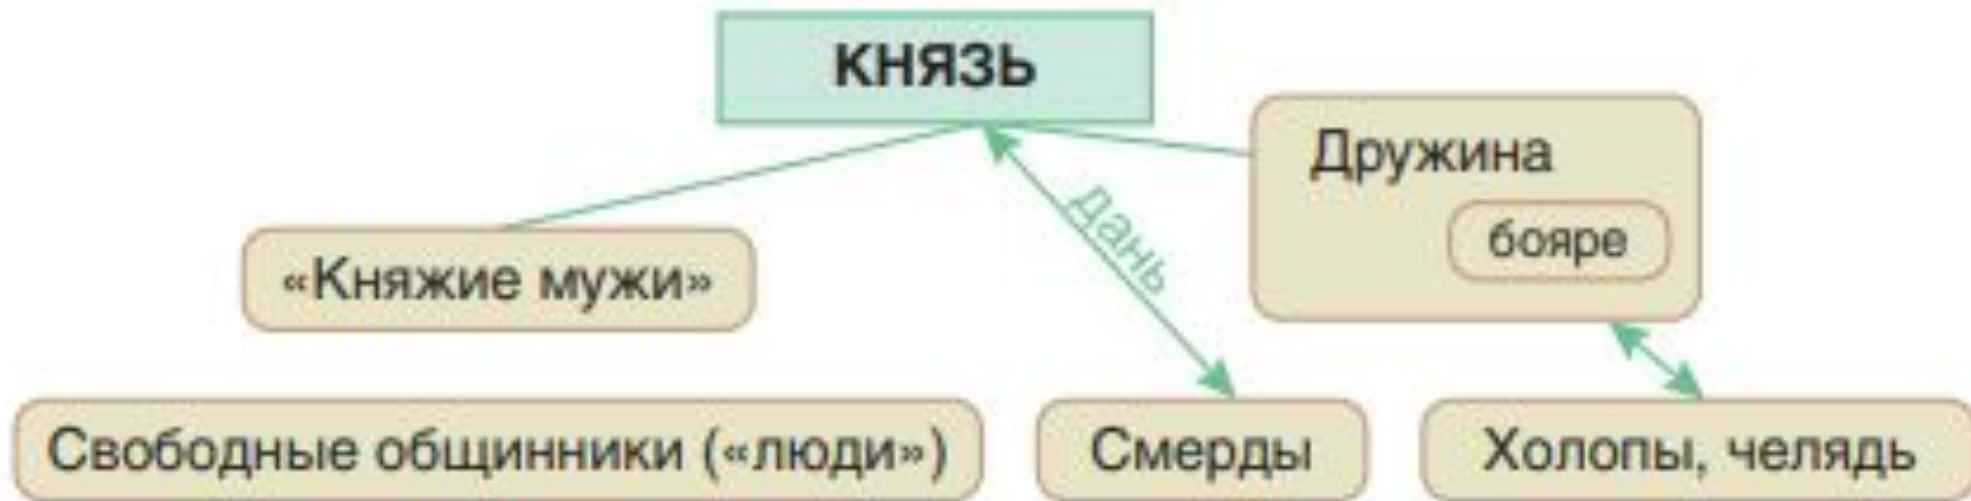 КНЯЗЬ
Дружина
бояре
дань
«Княжие мужи»
Свободные общинники («люди»)
Смерды
Холопы, челядь